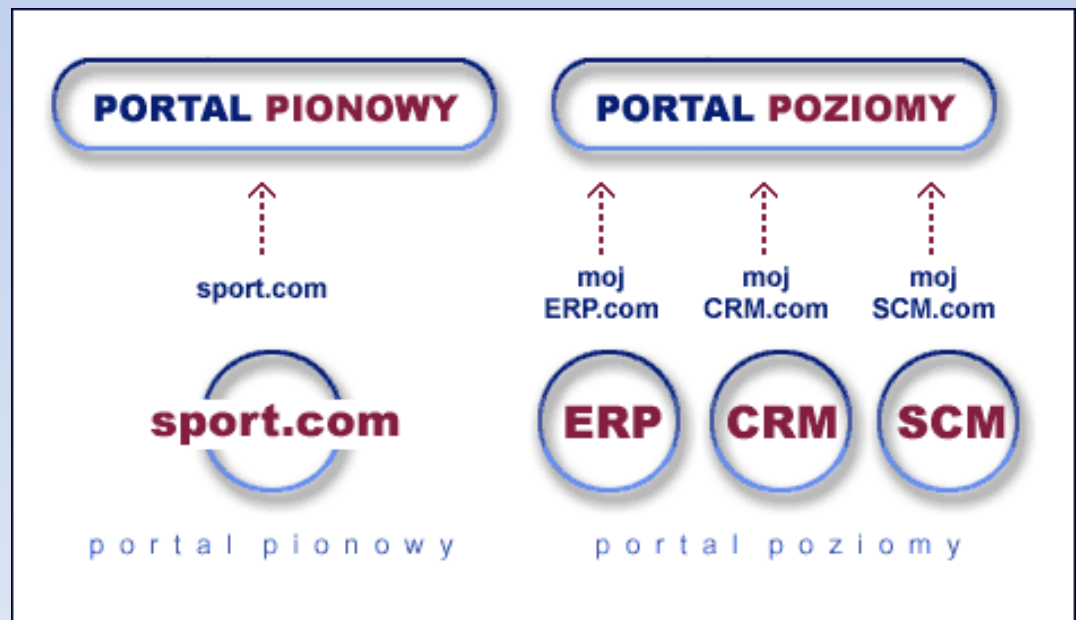 PORTAL PIONOWY
sport.com
sport.com
portal pionowy
PORTAL POZIOMY
moj
ERP.com
moj
CRM.com
moj
SCM.com
ERP
CRM
SCM
portal poziomy